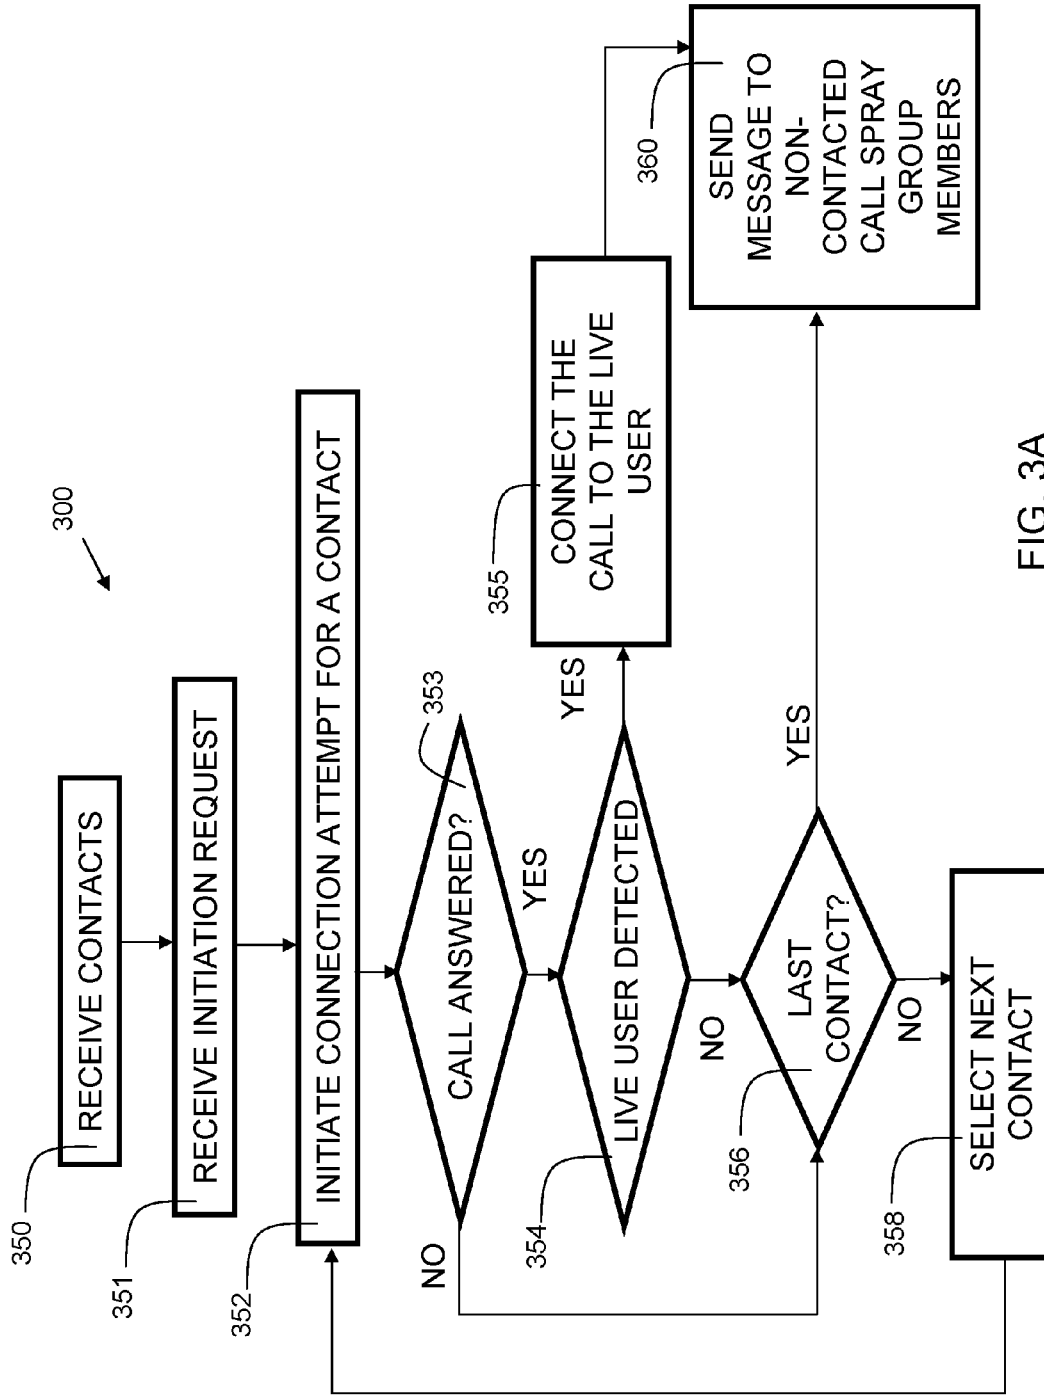 300
350
RECEIVE CONTACTS
351
RECEIVE INITIATION REQUEST
352
INITIATE CONNECTION ATTEMPT FOR A CONTACT
353
CALL ANSWERED?
NO
YES
354
LIVE USER DETECTED
YES
355
CONNECT THE
CALL TO THE LIVE
USER
NO
356
LAST
CONTACT?
YES
360
SEND
MESSAGE TO
NON-
CONTACTED
CALL SPRAY
GROUP
MEMBERS
NO
358
SELECT NEXT
CONTACT
FIG. 3A